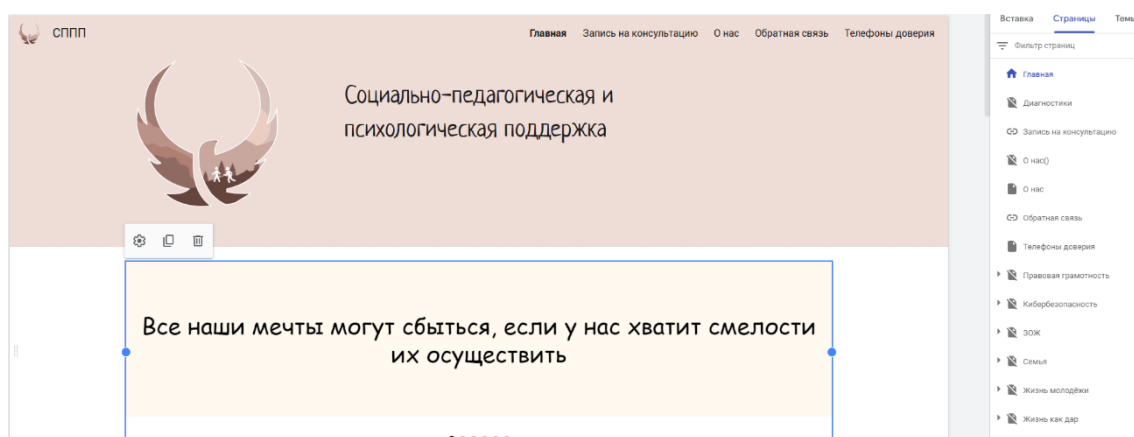 СППП
Главная Запись на консультацию О нас Обратная связь Телефоны доверия
Социально-педагогическая и
психологическая поддержка
Все наши мечты могут сбыться, если у нас хватит смелости
их осуществить
Вставка Страницы Темы
Фильтр страниц
Главная
Диагностики
Запись на консультацию
О нас()
О нас
Обратная связь
Телефоны доверия
Правовая грамотность
Кибербезопасность
ЗОЖ
Семья
Жизнь молодёжи
Жизнь как дар